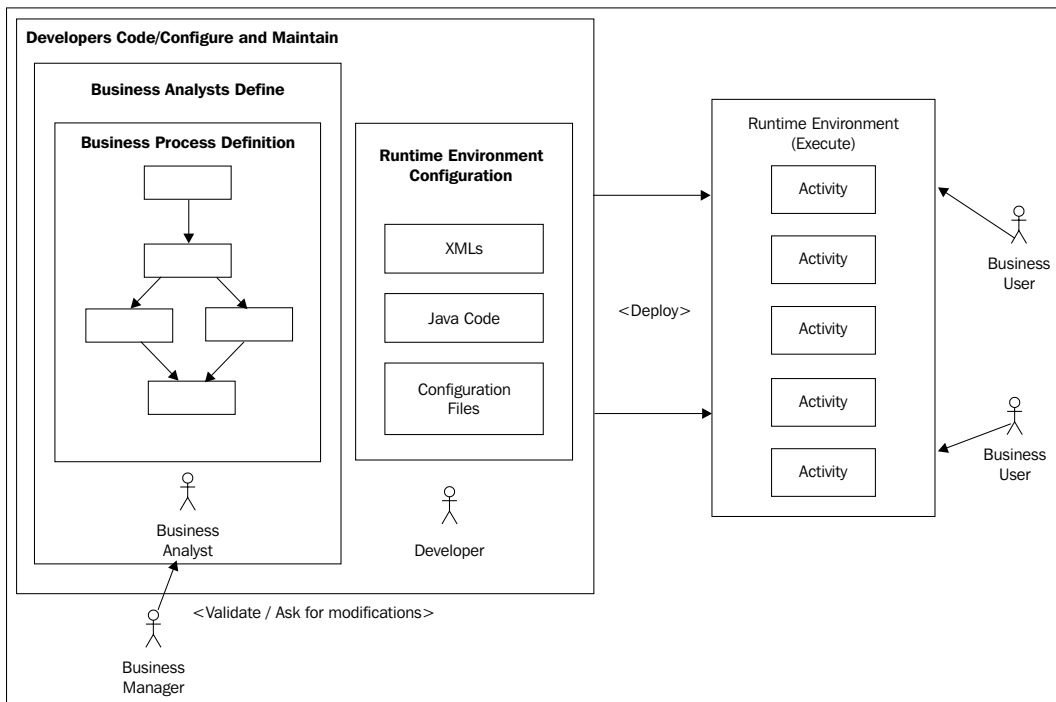 Developers Code/Configure and Maintain
Business Analysts Define
Business Process Definition
Business
Analyst
Runtime Environment
Configuration
XMLs
Java Code
Configuration
Files
Developer
<Validate / Ask for modifications>
Business
Manager
<Deploy>
Runtime Environment
(Execute)
Activity
Activity
Activity
Activity
Activity
Business
User
Business
User